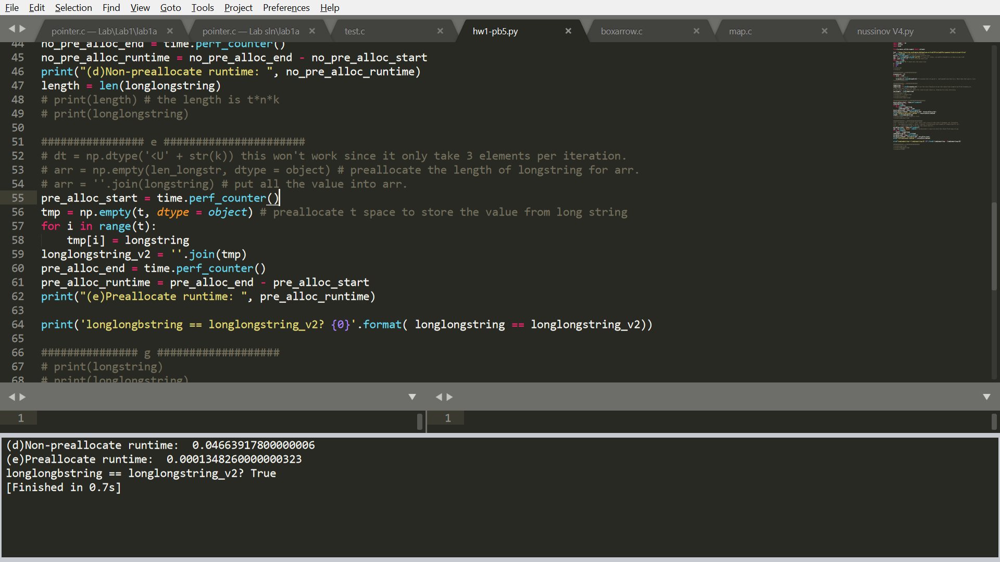 File Edit Selection Find View Goto Tools Project Preferences Help
pointer.c — Lab\Lab1\lab1a × pointer.c — Lab sln\lab1a × test.c × hw1-pb5.py × boxarrow.c × map.c × nussinov V4.py ×
44 no_pre_alloc_end = time.perf_counter()
45 no_pre_alloc_runtime = no_pre_alloc_end - no_pre_alloc_start
46 print("(d)Non-preallocate runtime: ", no_pre_alloc_runtime)
47 length = len(longlongstring)
48 # print(length) # the length is t*n*k
49 # print(longlongstring)
50
51 ################ e ######################
52 # dt = np.dtype('<U' + str(k)) this won't work since it only take 3 elements per iteration.
53 # arr = np.empty(len_longstr, dtype = object) # preallocate the length of longstring for arr.
54 # arr = ''.join(longstring) # put all the value into arr.
55 pre_alloc_start = time.perf_counter()
56 tmp = np.empty(t, dtype = object) # preallocate t space to store the value from long string
57 for i in range(t):
58     tmp[i] = longstring
59 longlongstring_v2 = ''.join(tmp)
60 pre_alloc_end = time.perf_counter()
61 pre_alloc_runtime = pre_alloc_end - pre_alloc_start
62 print("(e)Preallocate runtime: ", pre_alloc_runtime)
63
64 print('longlongbstring == longlongstring_v2? {0}'.format( longlongstring == longlongstring_v2))
65
66 ############### g ###################
67 # print(longstring)
68 # print(longlongstring)
1
1
(d)Non-preallocate runtime:  0.04663917800000006
(e)Preallocate runtime:  0.0001348260000000323
longlongbstring == longlongstring_v2? True
[Finished in 0.7s]